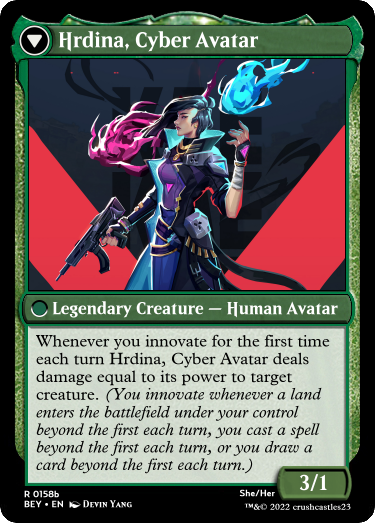 Hrdina, Cyber Avatar
Legendary Creature — Human Avatar
Whenever you innovate for the first time
each turn Hrdina, Cyber Avatar deals
damage equal to its power to target
creature. (You innovate whenever a land
enters the battlefield under your control
beyond the first each turn, you cast a spell
beyond the first each turn, or you draw a
card beyond the first each turn.)
3/1
R 0158b
She/Her
BEY • EN Devin Yang
™&© 2022 crushcastles23